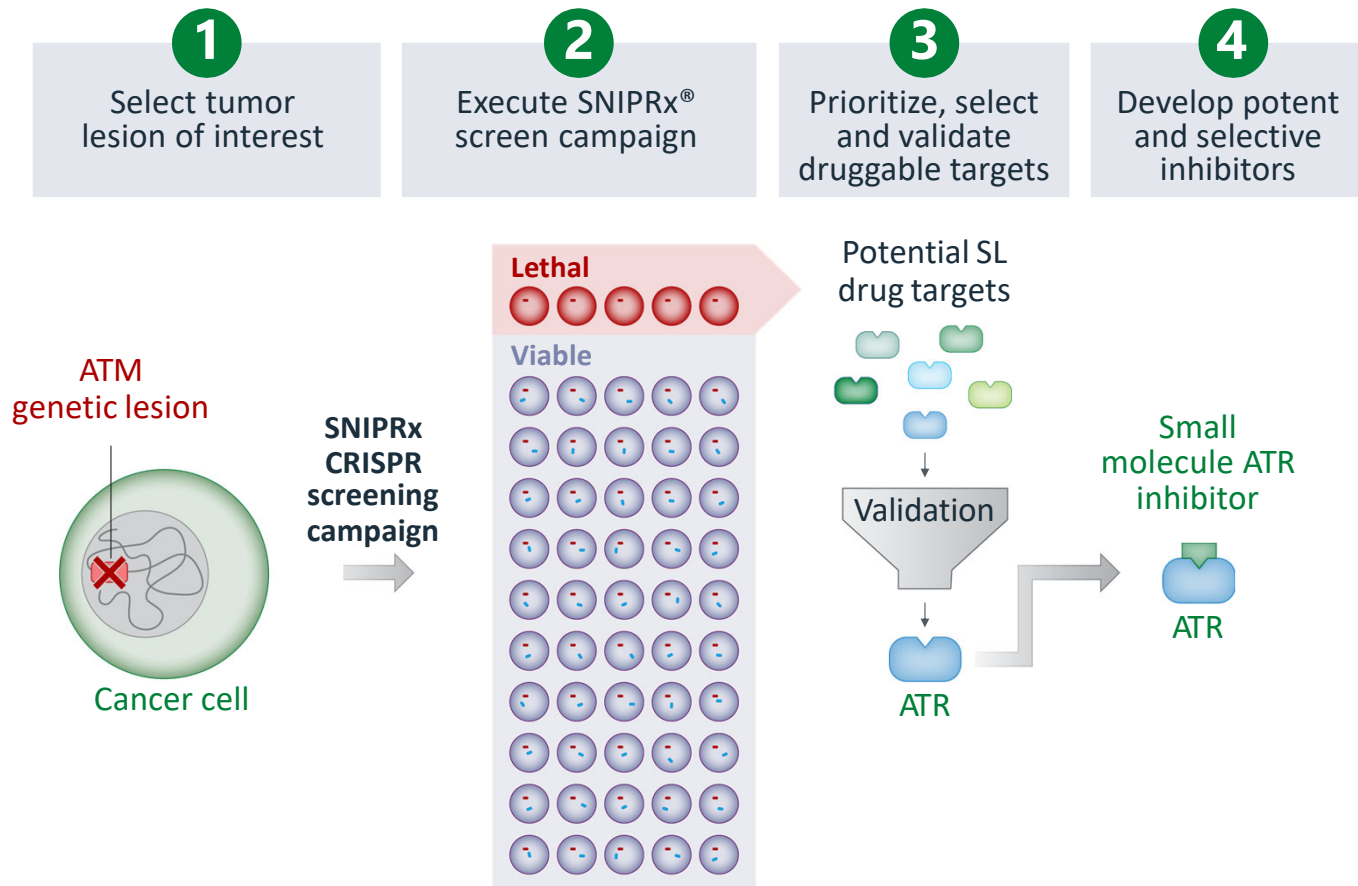 1
Select tumor
lesion of interest
2
Execute SNIPRx®
screen campaign
3
Prioritize, select
and validate
druggable targets
4
Develop potent
and selective
inhibitors
ATM
genetic lesion
Cancer cell
SNIPRx
CRISPR
screening
campaign
Lethal
Viable
Potential SL
drug targets
Validation
ATR
Small
molecule ATR
inhibitor
ATR